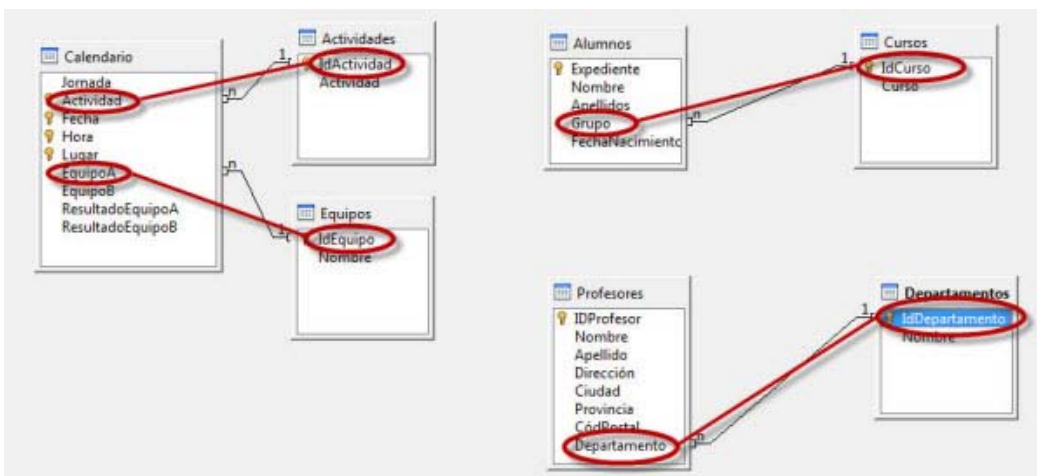 Calendario
Jornada
Actividad
Fecha
Hora
Lugar
EquipoA
EquipoB
ResultadoEquipoA
ResultadoEquipoB
n
n
1
Actividades
IdActividad
Actividad
1
Equipos
IdEquipo
Nombre
Alumnos
Expediente
Nombre
Apellidos
Grupo
FechaNacimiento
n
1
Cursos
IdCurso
Curso
Profesores
IDProfesor
Nombre
Apellido
Dirección
Ciudad
Provincia
CódPostal
Departamento
n
1
Departamentos
IdDepartamento
Nombre